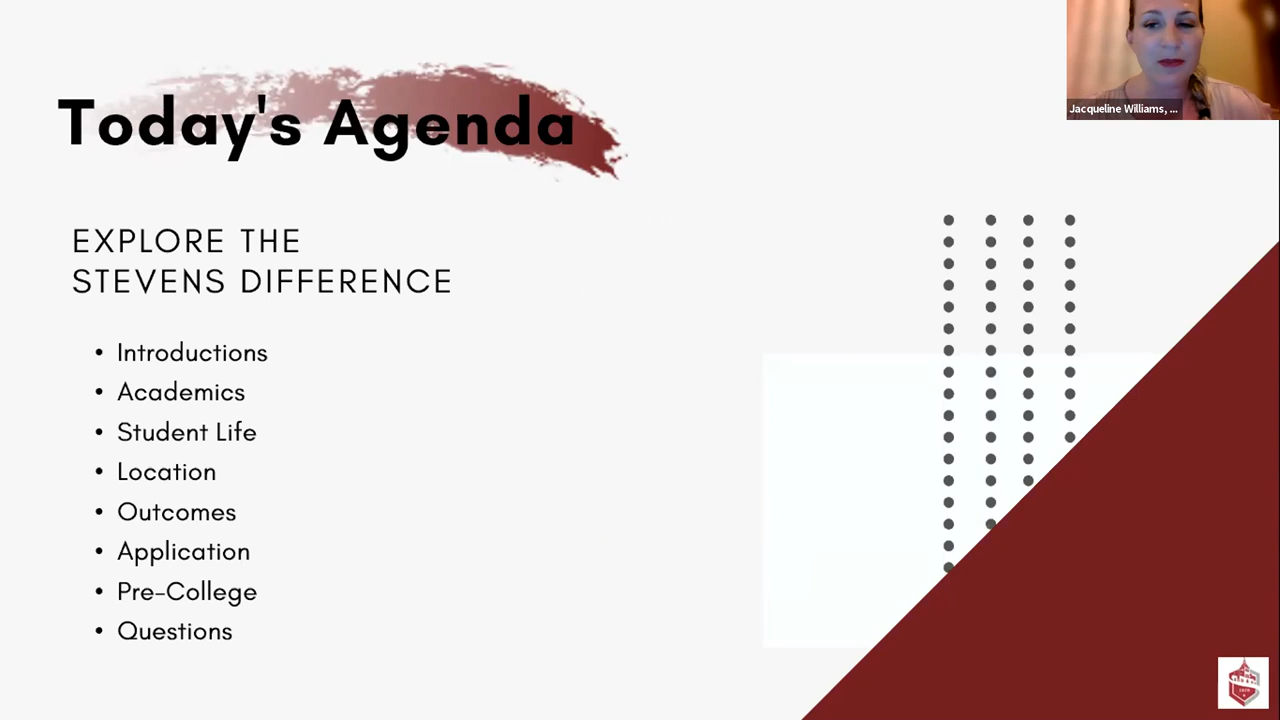 Today's Agenda
Jacqueline Williams, ...
EXPLORE THE
STEVENS DIFFERENCE
• Introductions
• Academics
• Student Life
• Location
• Outcomes
• Application
• Pre-College
• Questions